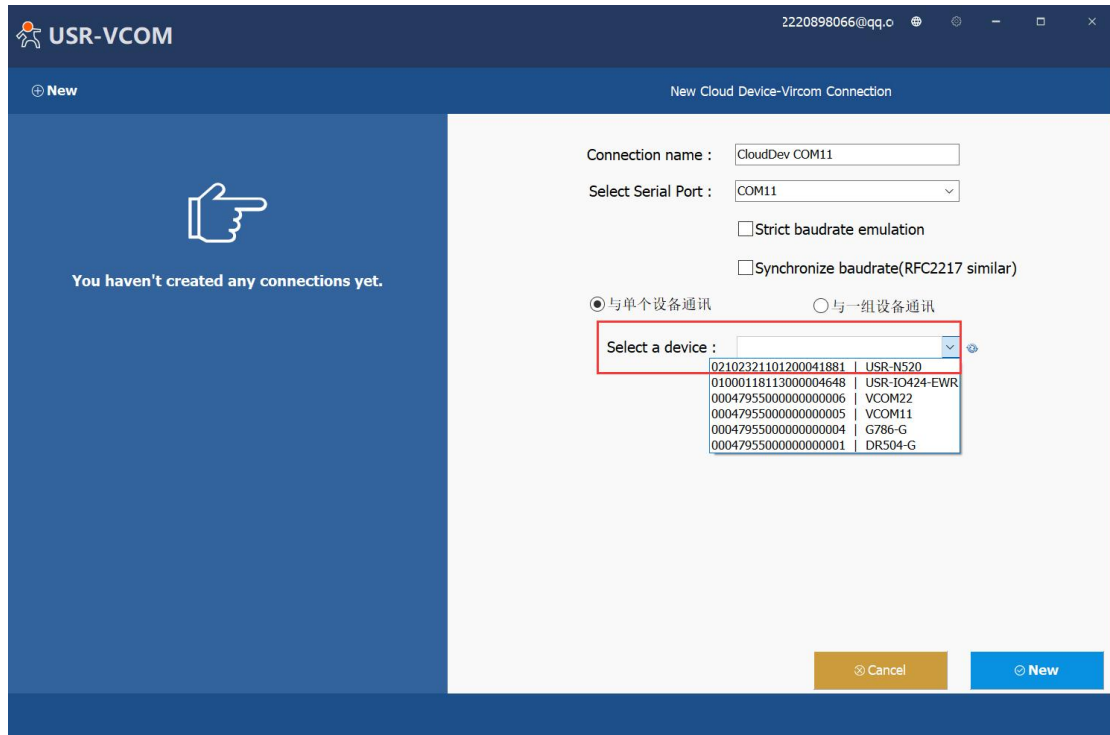 2220898066@qq.c
USR-VCOM
New
New Cloud Device-Vircom Connection
Connection name :
CloudDev COM11
Select Serial Port :
COM11
Strict baudrate emulation
Synchronize baudrate(RFC2217 similar)
You haven't created any connections yet.
与单个设备通讯
与一组设备通讯
Select a device :
02102321101200041881 | USR-N520
01000118113000004648 | USR-IO424-EWR
00047955000000000006 | VCOM22
00047955000000000005 | VCOM11
00047955000000000004 | G786-G
00047955000000000001 | DR504-G
Cancel
New